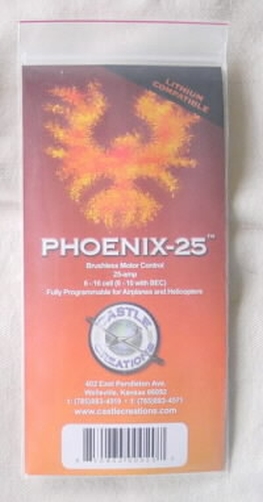 LITHIUM
COMPATIBLE
PHOENIX-25™
Brushless Motor Control
25-amp
6 - 16 cell (6 - 10 with BEC)
Fully Programmable for Airplanes and Helicopters
CASTLE
CREATIONS
402 East Pendleton Ave.
Wellsville, Kansas 66092
www.castlecreations.com